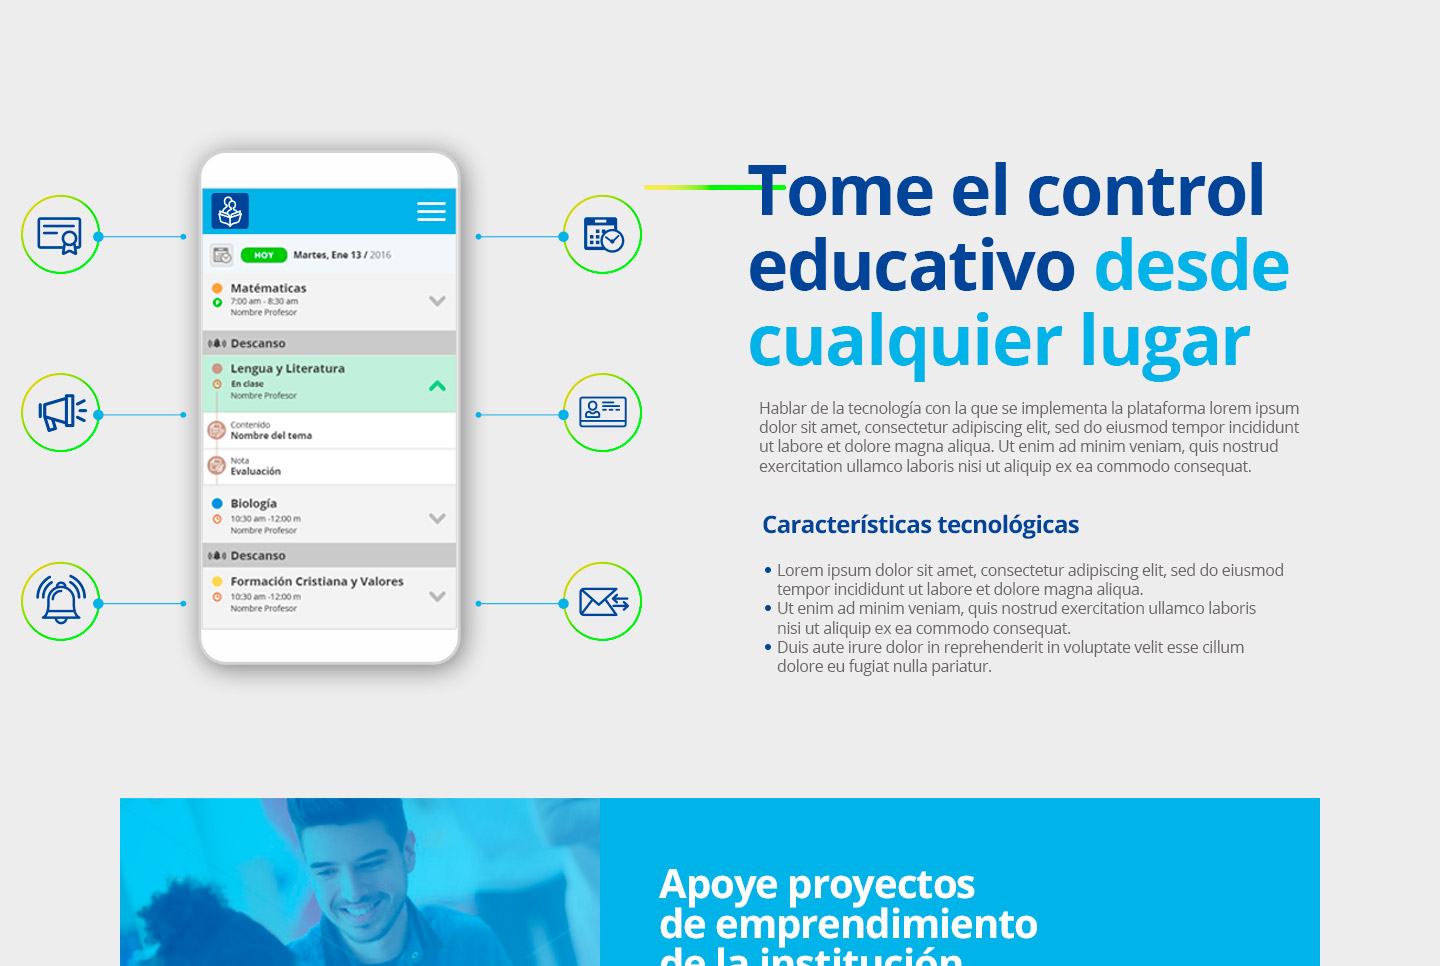 HOY Martes, Ene 13 / 2016
Matématicas
7:00 am - 8:30 am
P
Nombre Profesor
Descanso
Lengua y Literatura
En clase
Nombre Profesor
Contenido
Nombre del tema
Nota
Evaluación
Biología
10:30 am -12:00 m
Nombre Profesor
Descanso
Formación Cristiana y Valores
10:30 am -12:00 m
Nombre Profesor
Tome el control
educativo desde
cualquier lugar
Hablar de la tecnología con la que se implementa la plataforma lorem ipsum
dolor sit amet, consectetur adipiscing elit, sed do eiusmod tempor incididunt
ut labore et dolore magna aliqua. Ut enim ad minim veniam, quis nostrud
exercitation ullamco laboris nisi ut aliquip ex ea commodo consequat.
Características tecnológicas
• Lorem ipsum dolor sit amet, consectetur adipiscing elit, sed do eiusmod
tempor incididunt ut labore et dolore magna aliqua.
• Ut enim ad minim veniam, quis nostrud exercitation ullamco laboris
nisi ut aliquip ex ea commodo consequat.
• Duis aute irure dolor in reprehenderit in voluptate velit esse cillum
dolore eu fugiat nulla pariatur.
Apoye proyectos
de emprendimiento
de la institución